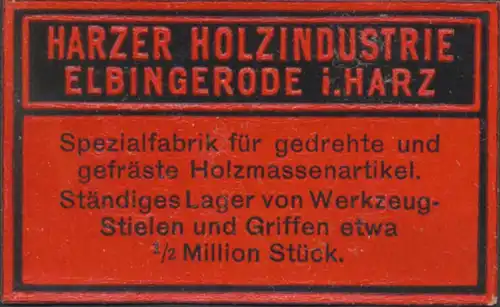 HARZER HOLZINDUSTRIE
ELBINGERODE i. HARZ
Spezialfabrik für gedrehte und
gefräste Holzmassenartikel.
Ständiges Lager von Werkzeug-
Stielen und Griffen etwa
1/2 Million Stück.